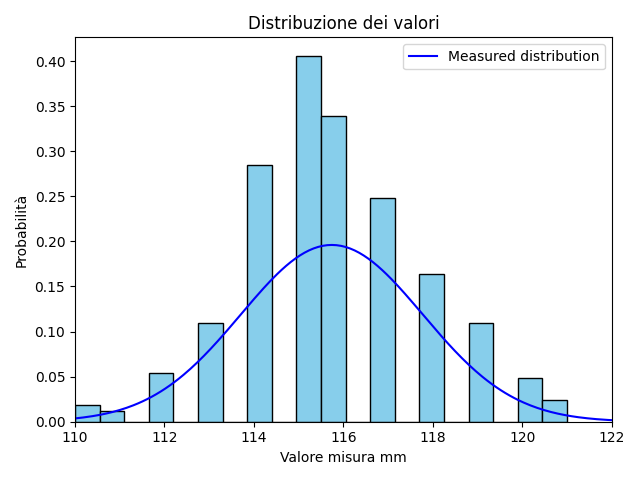 Distribuzione dei valori
Measured distribution
0.40
0.35
0.30
0.25
0.20
0.15
0.10
0.05
0.00
Probabilità
110 112 114 116 118 120 122
Valore misura mm